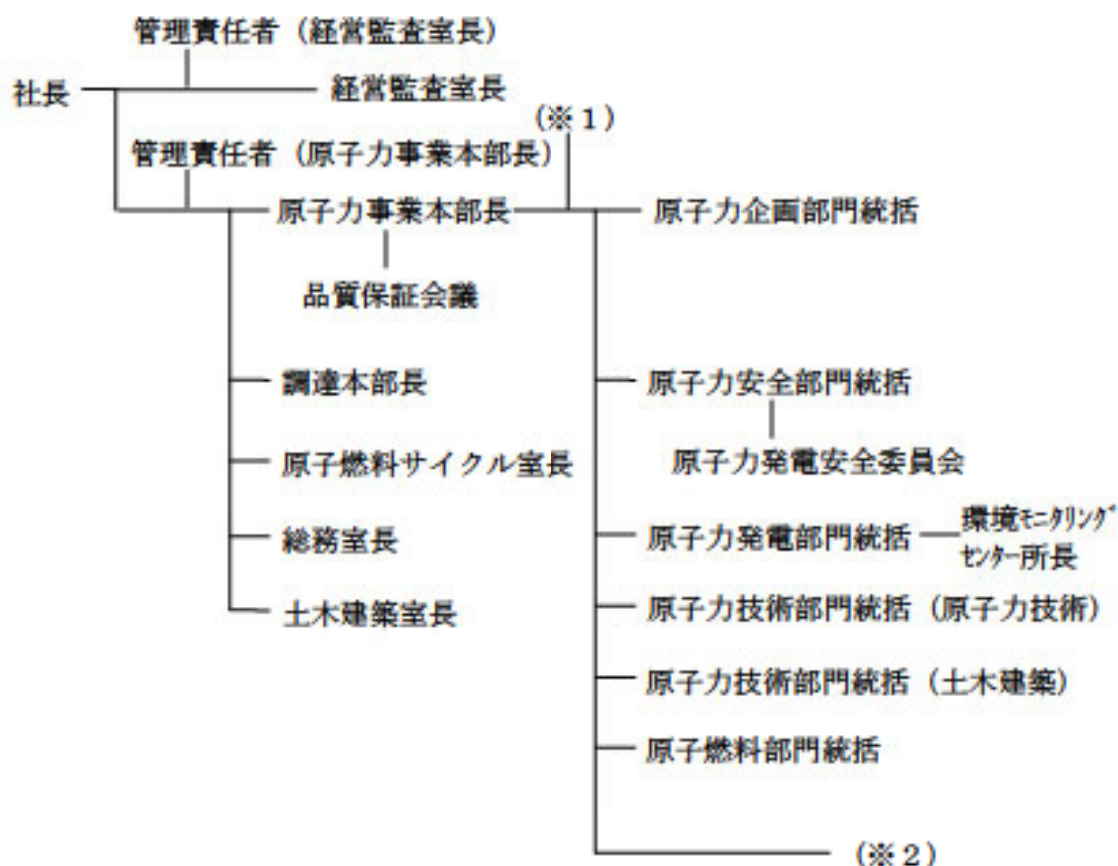 管理責任者（経営監査室長）
社長
経営監査室長
（※１）
管理責任者（原子力事業本部長）
原子力事業本部長
原子力企画部門統括
品質保証会議
調達本部長
原子力安全部門統括
原子燃料サイクル室長
原子力発電安全委員会
総務室長
原子力発電部門統括
環境ﾓﾆﾀﾘﾝｸﾞ
ｾﾝﾀｰ所長
土木建築室長
原子力技術部門統括（原子力技術）
原子力技術部門統括（土木建築）
原子燃料部門統括
（※２）